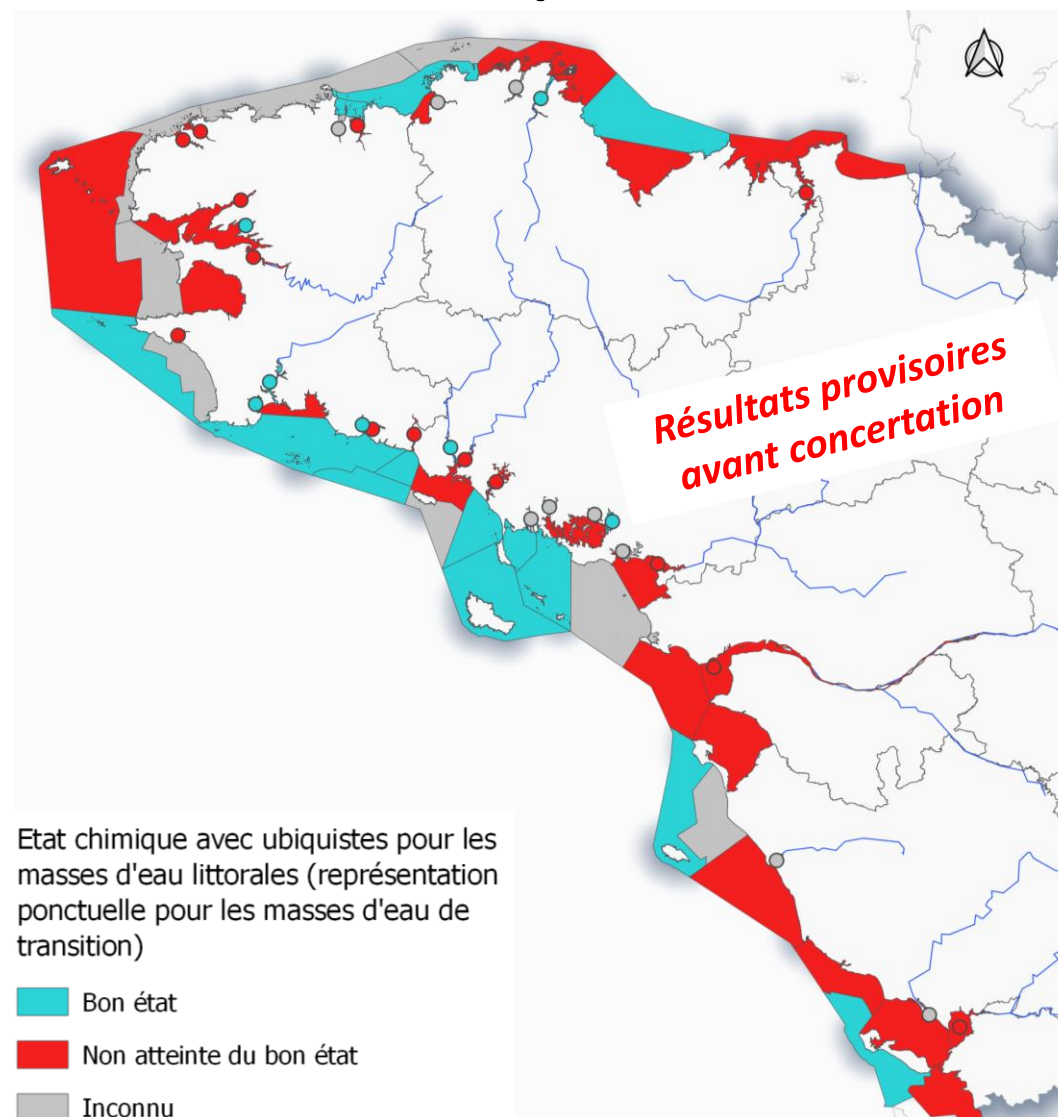 Résultats provisoires
avant concertation
Etat chimique avec ubiquistes pour les
masses d'eau littorales (représentation
ponctuelle pour les masses d'eau de
transition)
Bon état
Non atteinte du bon état
Inconnu